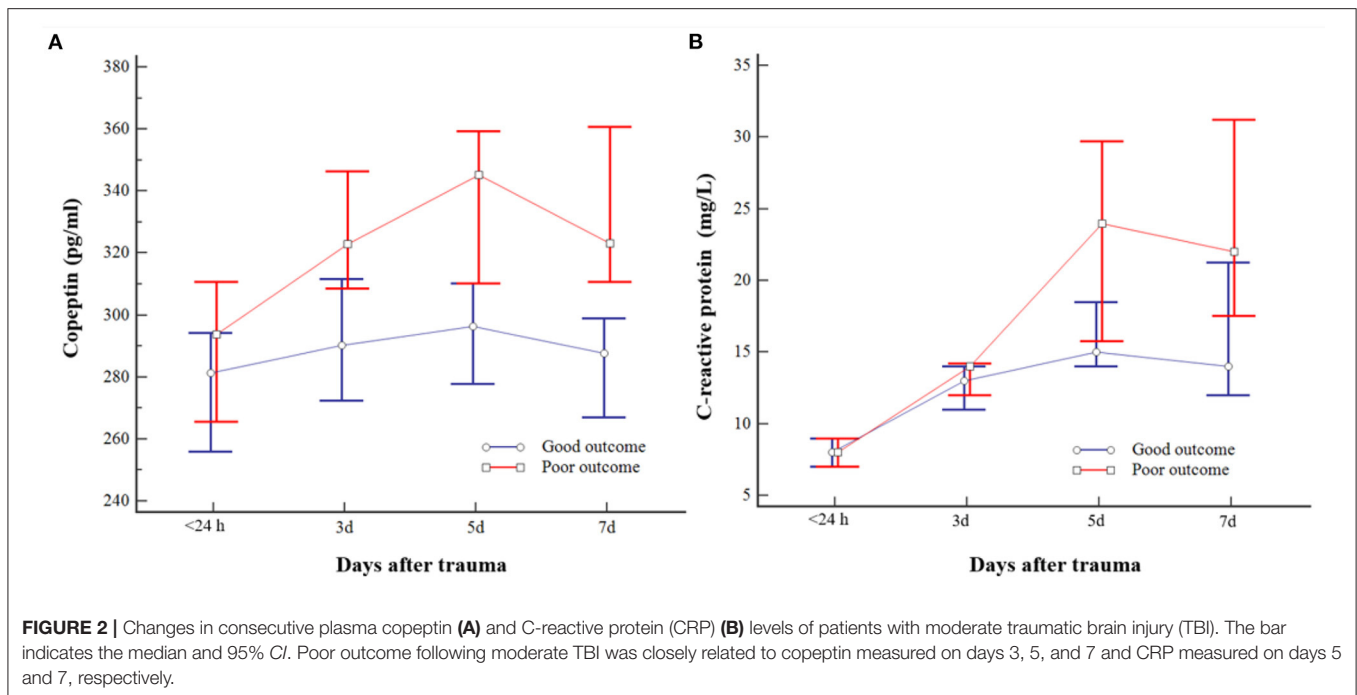 A
B
Copeptin (pg/ml)
380
360
340
320
300
280
260
240
<24 h
3d
5d
7d
Days after trauma
Good outcome
Poor outcome
C-reactive protein (mg/L)
35
30
25
20
15
10
5
<24 h
3d
5d
7d
Days after trauma
Good outcome
Poor outcome
FIGURE 2 | Changes in consecutive plasma copeptin (A) and C-reactive protein (CRP) (B) levels of patients with moderate traumatic brain injury (TBI). The bar
indicates the median and 95% CI. Poor outcome following moderate TBI was closely related to copeptin measured on days 3, 5, and 7 and CRP measured on days 5
and 7, respectively.